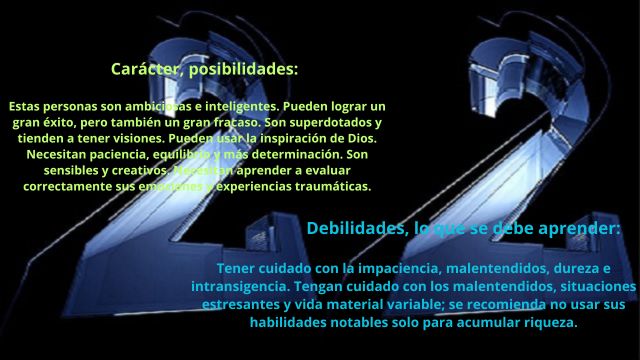 Carácter, posibilidades:
Estas personas son ambiciosas e inteligentes. Pueden lograr un
gran éxito, pero también un gran fracaso. Son superdotados y
tienden a tener visiones. Pueden usar la inspiración de Dios.
Necesitan paciencia, equilibrio y más determinación. Son
sensibles y creativos. Necesitan aprender a evaluar
correctamente sus emociones y experiencias traumáticas.
Debilidades, lo que se debe aprender:
Tener cuidado con la impaciencia, malentendidos, dureza e
intransigencia. Tengan cuidado con los malentendidos, situaciones
estresantes y vida material variable; se recomienda no usar sus
habilidades notables solo para acumular riqueza.
22